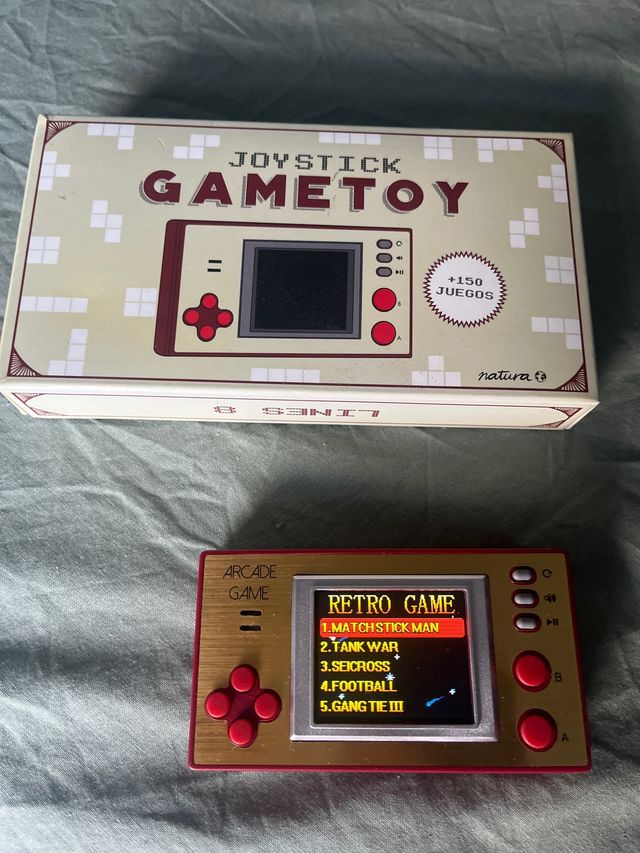 JOYSTICK
GAMETOY
+150
JUEGOS
B
A
natura
LINES 8
ARCADE
GAME
RETRO GAME
1.MATCHSTICK MAN
2.TANK WAR
3.SEICROSS
4.FOOTBALL
5.GANG TIE III
B
A